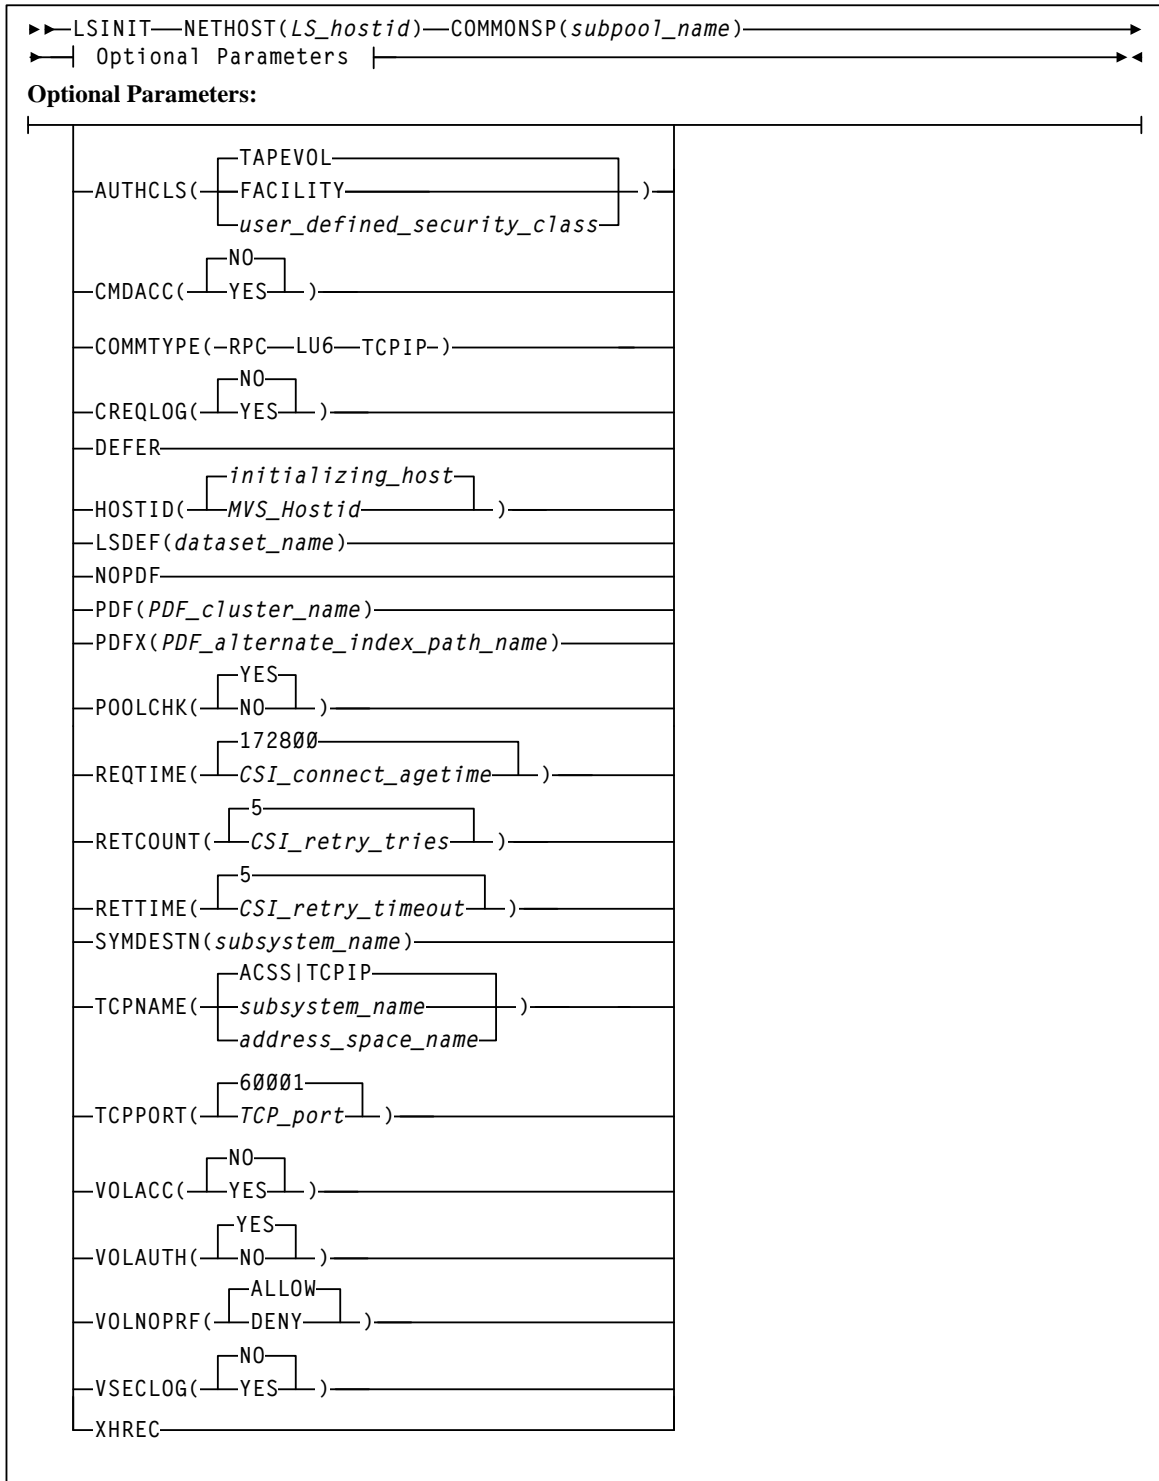 LSINIT NETHOST(LS_hostid) COMMONSP(subpool_name)
Optional Parameters
Optional Parameters:
TAPEVOL
AUTHCLS( FACILITY )
user_defined_security_class
NO
CMDACC( YES )
COMMTYPE( RPC LU6 TCPIP )
NO
CREQLOG( YES )
DEFER
initializing_host
HOSTID( MVS_Hostid )
LSDEF(dataset_name)
NOPDF
PDF(PDF_cluster_name)
PDFX(PDF_alternate_index_path_name)
YES
POOLCHK( NO )
1728ØØ
REQTIME( CSI_connect_agetime )
5
RETCOUNT( CSI_retry_tries )
5
RETTIME( CSI_retry_timeout )
SYMDESTN(subsystem_name)
ACSS|TCPIP
TCPNAME( subsystem_name )
address_space_name
6ØØØ1
TCPPORT( TCP_port )
NO
VOLACC( YES )
YES
VOLAUTH( NO )
ALLOW
VOLNOPRF( DENY )
NO
VSECLOG( YES )
XHREC